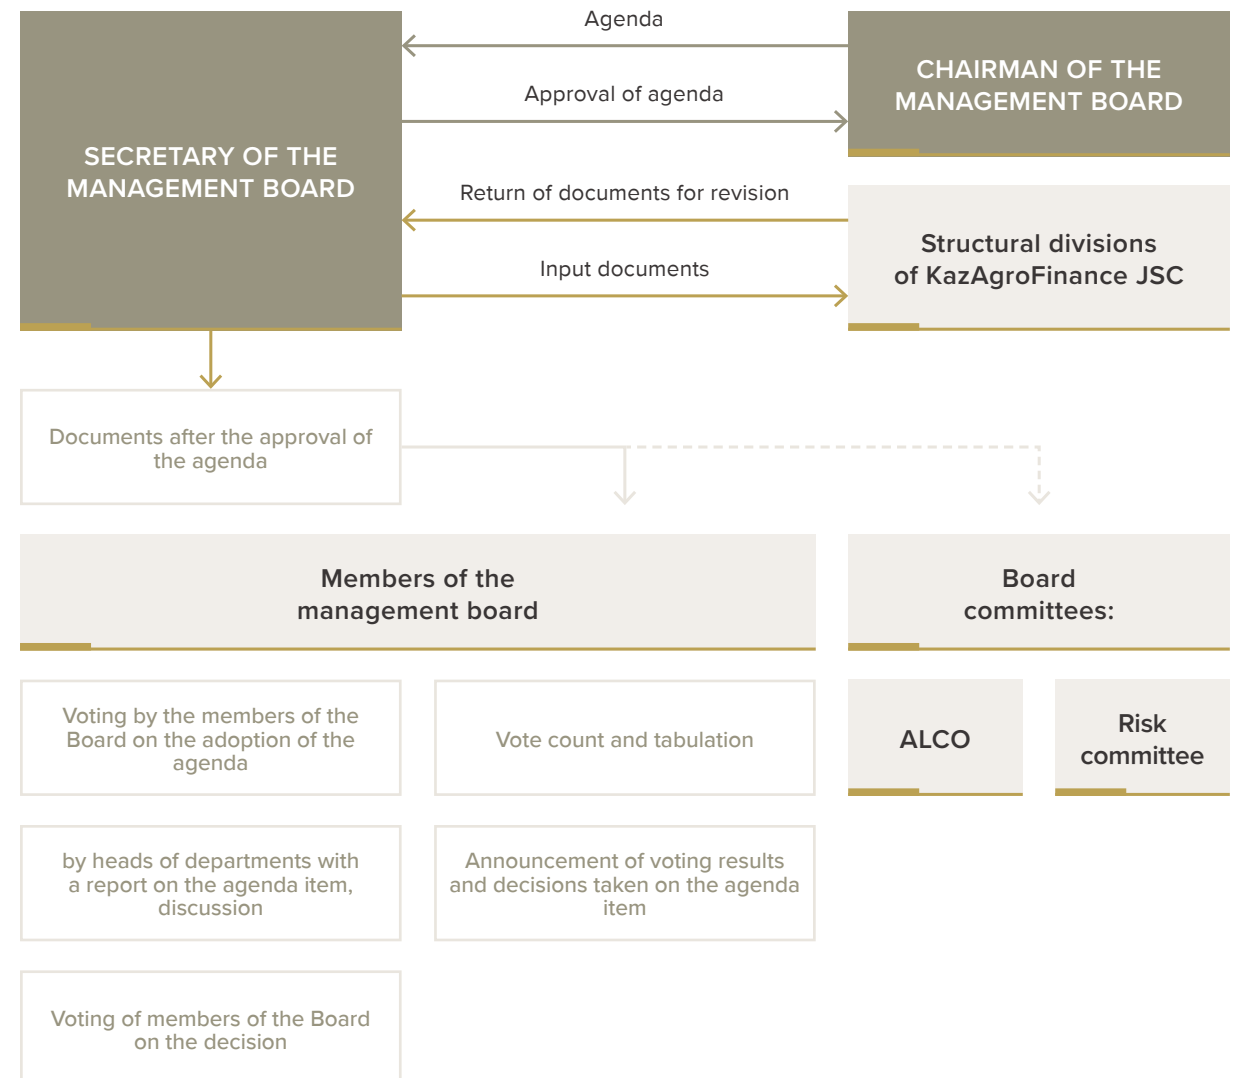 Agenda
SECRETARY OF THE
MANAGEMENT BOARD
CHAIRMAN OF THE
MANAGEMENT BOARD
Approval of agenda
Return of documents for revision
Input documents
Structural divisions
of KazAgroFinance JSC
Documents after the approval of
the agenda
Members of the
management board
Board
committees:
Voting by the members of the
Board on the adoption of the
agenda
Vote count and tabulation
ALCO
Risk
committee
by heads of departments with
a report on the agenda item,
discussion
Announcement of voting results
and decisions taken on the agenda
item
Voting of members of the Board
on the decision